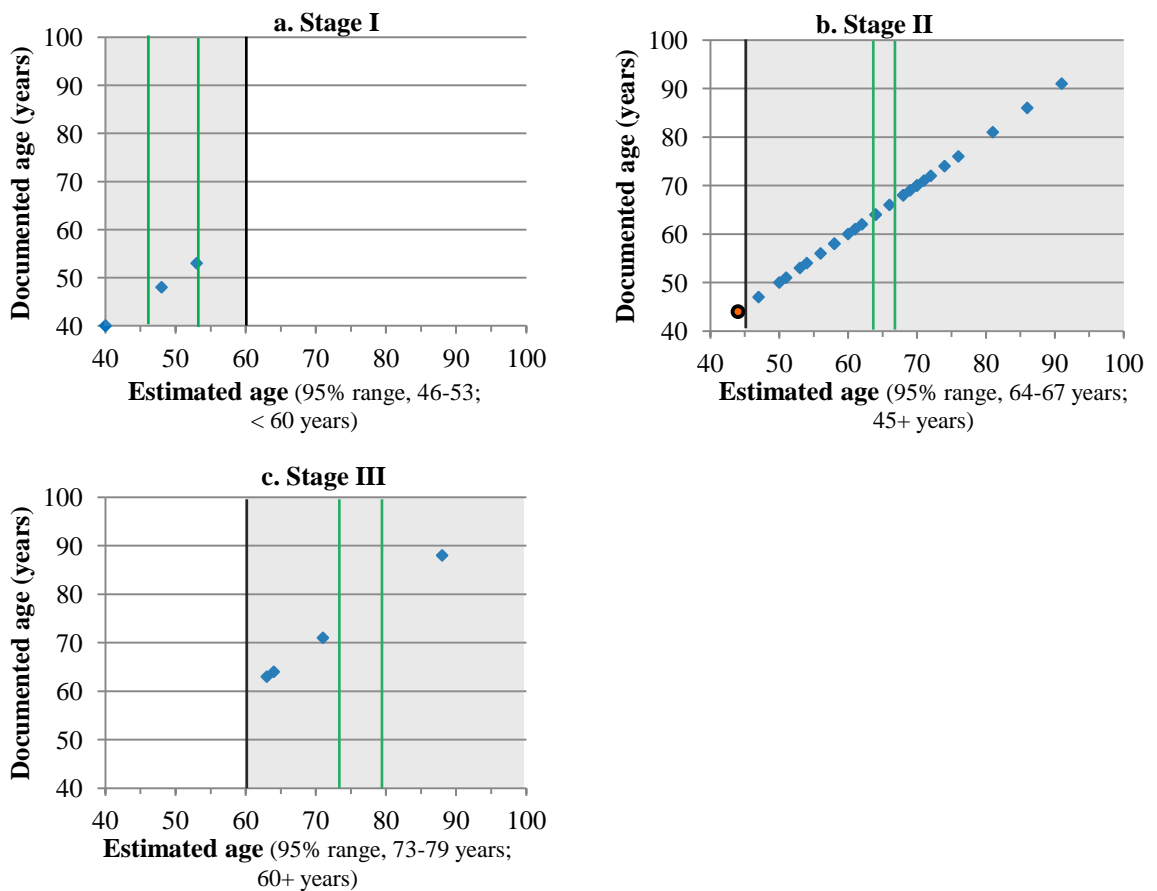 a. Stage I
Documented age (years)
100
90
80
70
60
50
40
40 50 60 70 80 90 100
Estimated age (95% range, 46-53;
< 60 years)
b. Stage II
Documented age (years)
100
90
80
70
60
50
40
40 50 60 70 80 90 100
Estimated age (95% range, 64-67 years;
45+ years)
c. Stage III
Documented age (years)
100
90
80
70
60
50
40
40 50 60 70 80 90 100
Estimated age (95% range, 73-79 years;
60+ years)